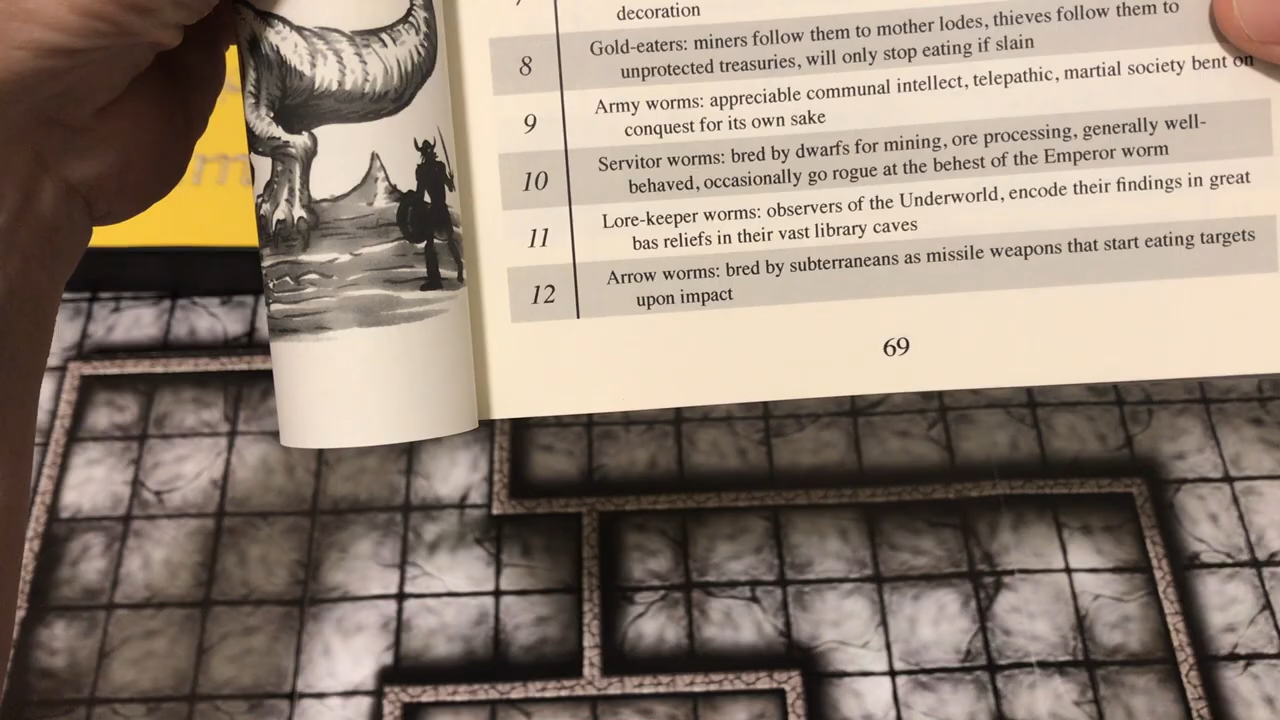 decoration
8 Gold-eaters: miners follow them to mother lodes, thieves follow them to
unprotected treasuries, will only stop eating if slain
9 Army worms: appreciable communal intellect, telepathic, martial society bent on
conquest for its own sake
10 Servitor worms: bred by dwarfs for mining, ore processing, generally well-
behaved, occasionally go rogue at the behest of the Emperor worm
11 Lore-keeper worms: observers of the Underworld, encode their findings in great
bas reliefs in their vast library caves
12 Arrow worms: bred by subterraneans as missile weapons that start eating targets
upon impact
69